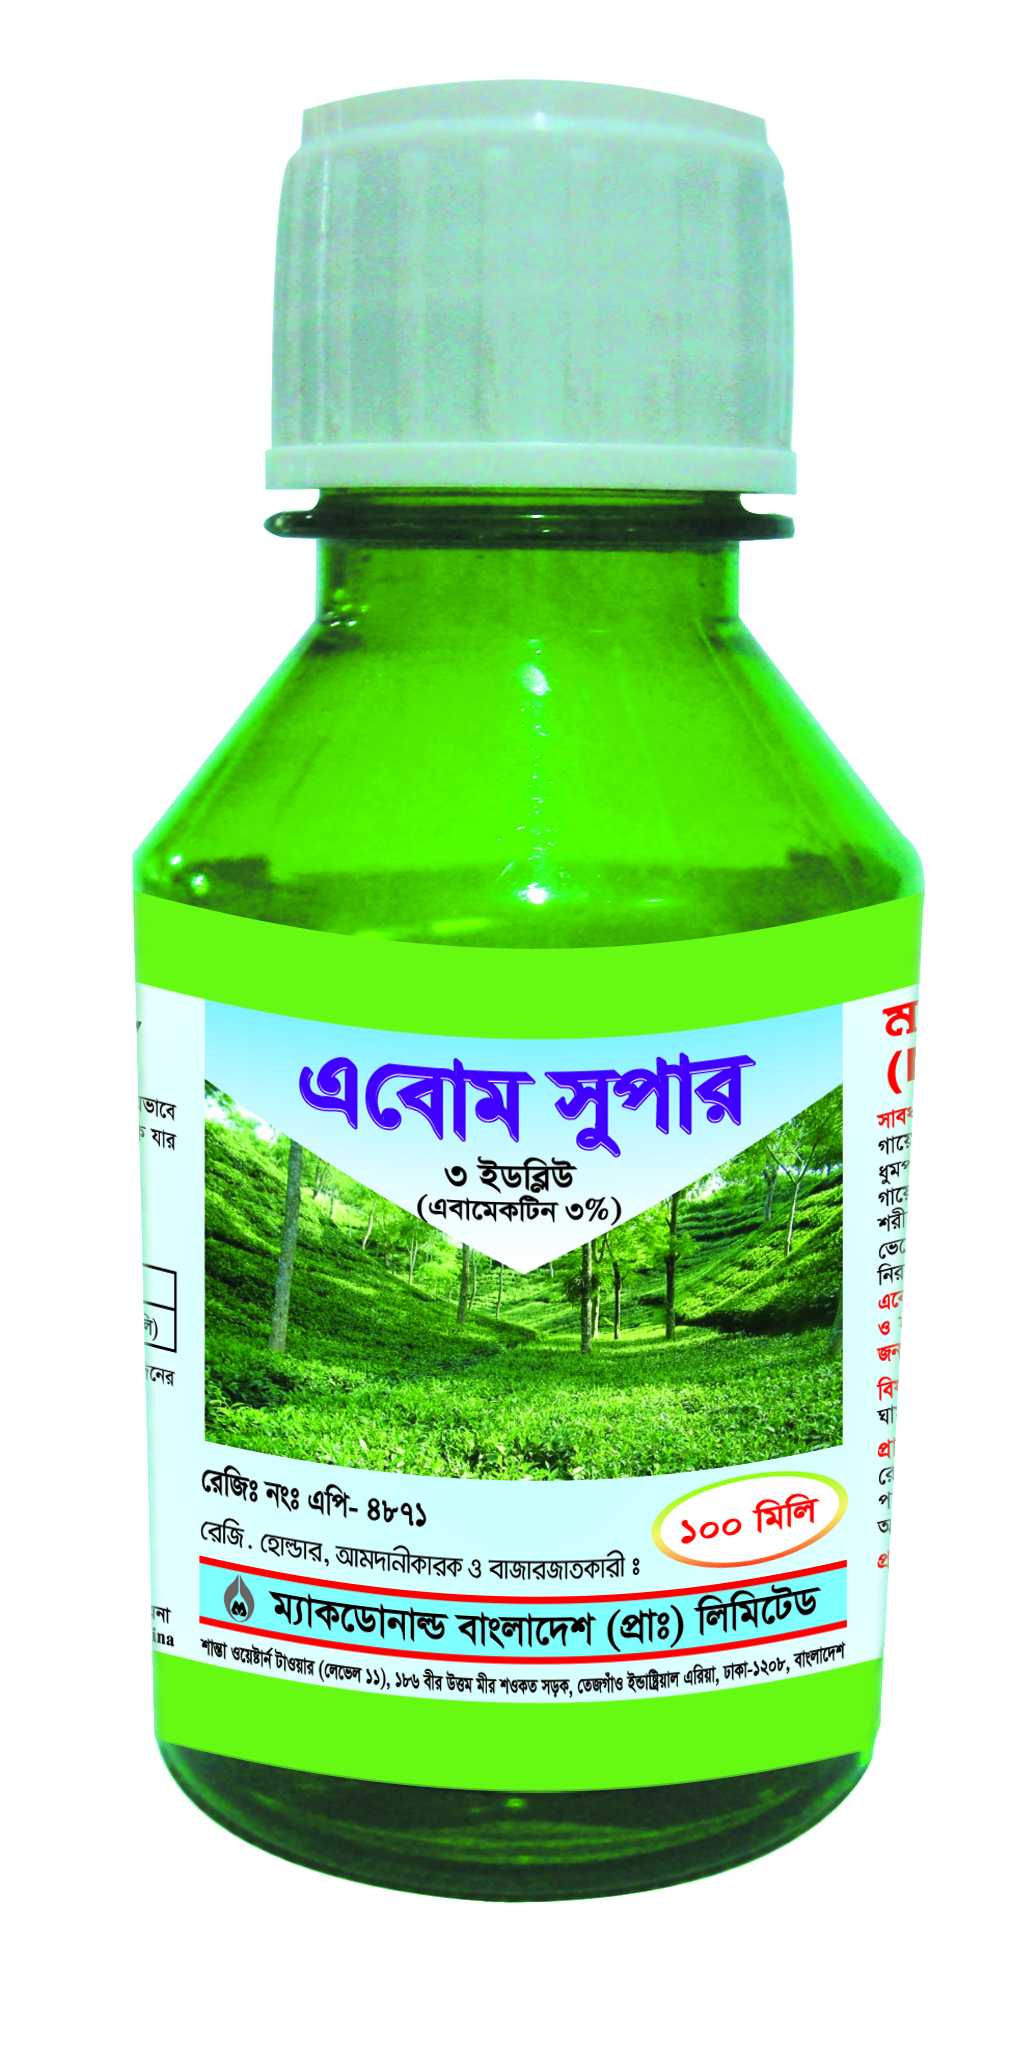 এবোম সুপার
৩ ইডব্লিউ
(এবামেকটিন ৩%)
রেজিঃ নংঃ এপি- ৪৮৭১
১০০ মিলি
রেজি. হোল্ডার, আমদানীকারক ও বাজারজাতকারী ঃ
ম্যাকডোনাল্ড বাংলাদেশ (প্রাঃ) লিমিটেড
শান্তা ওয়েষ্টার্ন টাওয়ার (লেভেল ১১), ১৮৬ বীর উত্তম মীর শওকত সড়ক, তেজগাঁও ইন্ডাষ্ট্রিয়াল এরিয়া, ঢাকা-১২০৮, বাংলাদেশ
যার